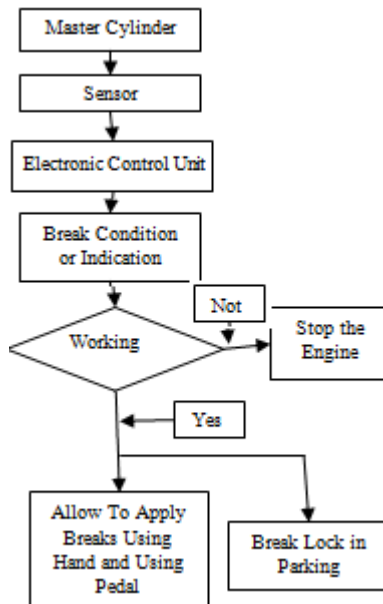 Master Cylinder
Sensor
Electronic Control Unit
Break Condition
or Indication
Not
Working
Stop the
Engine
Yes
Allow To Apply
Breaks Using
Hand and Using
Pedal
Break Lock in
Parking